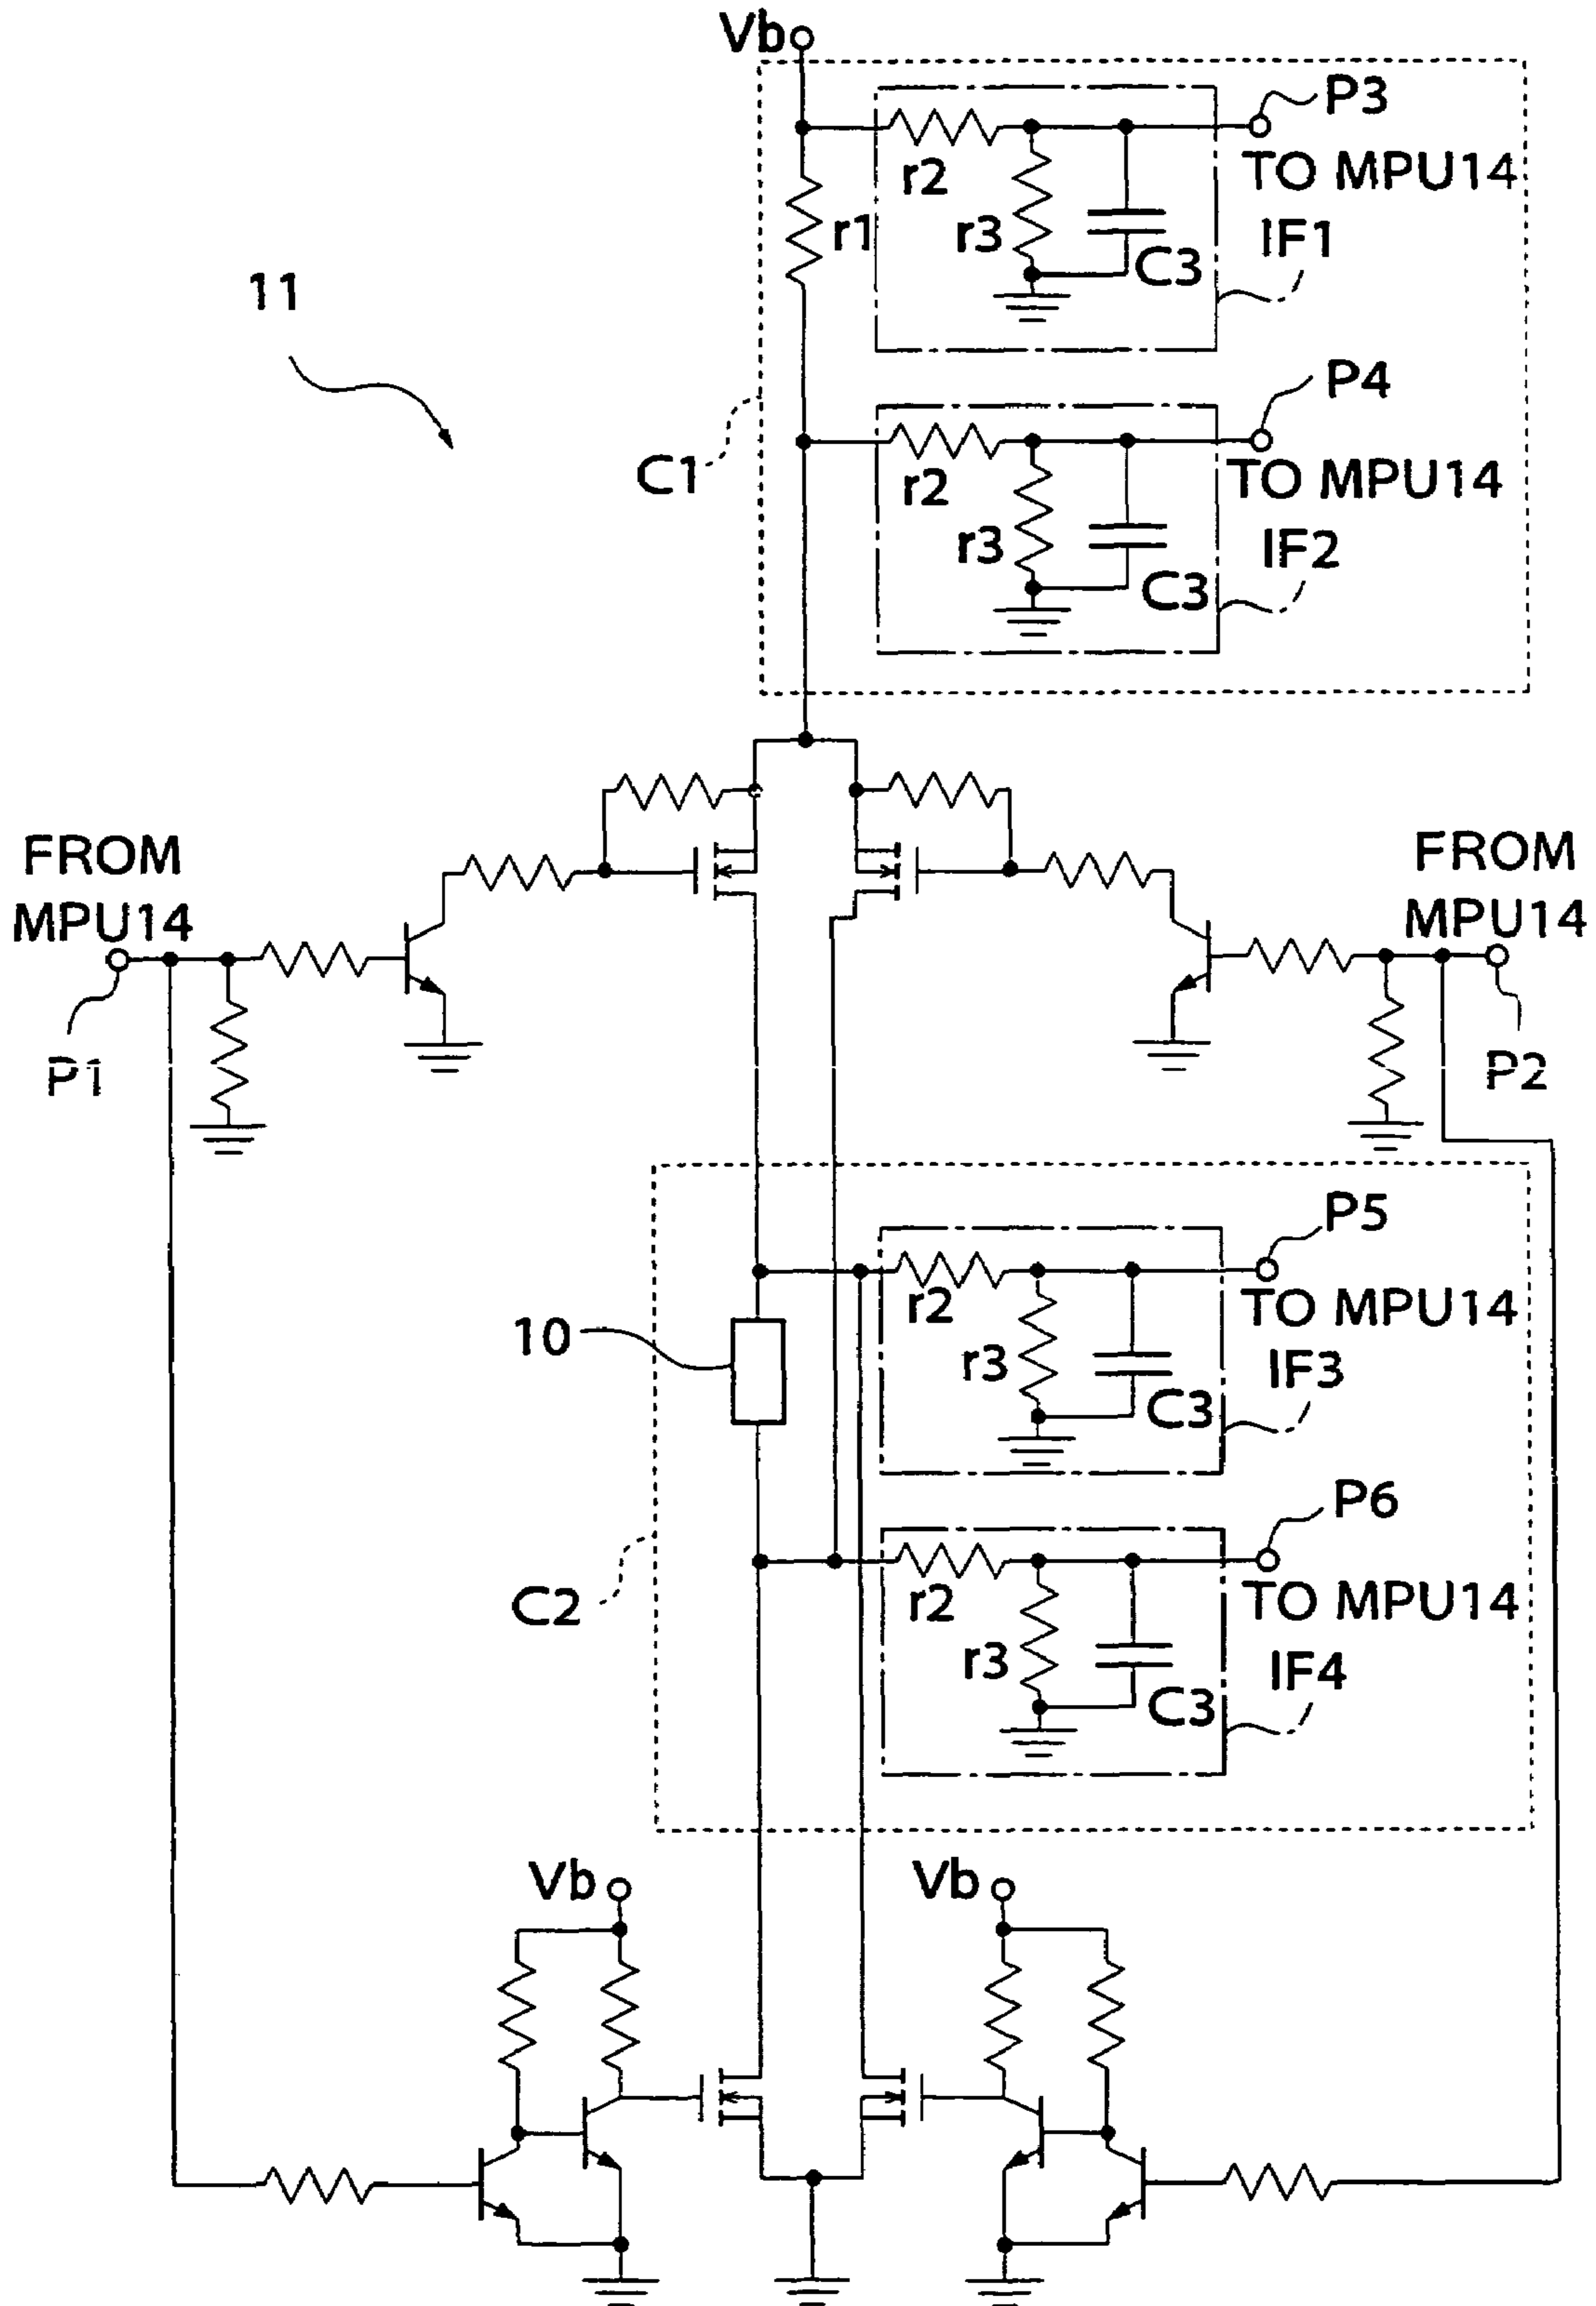 Vb
P3
r2
TO MPU14
r1
r3
C3
IF1
11
P4
C1
r2
TO MPU14
r3
C3
IF2
FROM
MPU14
FROM
MPU14
P1
P2
P5
r2
TO MPU14
10
r3
C3
IF3
P6
C2
r2
TO MPU14
r3
C3
IF4
Vb
Vb